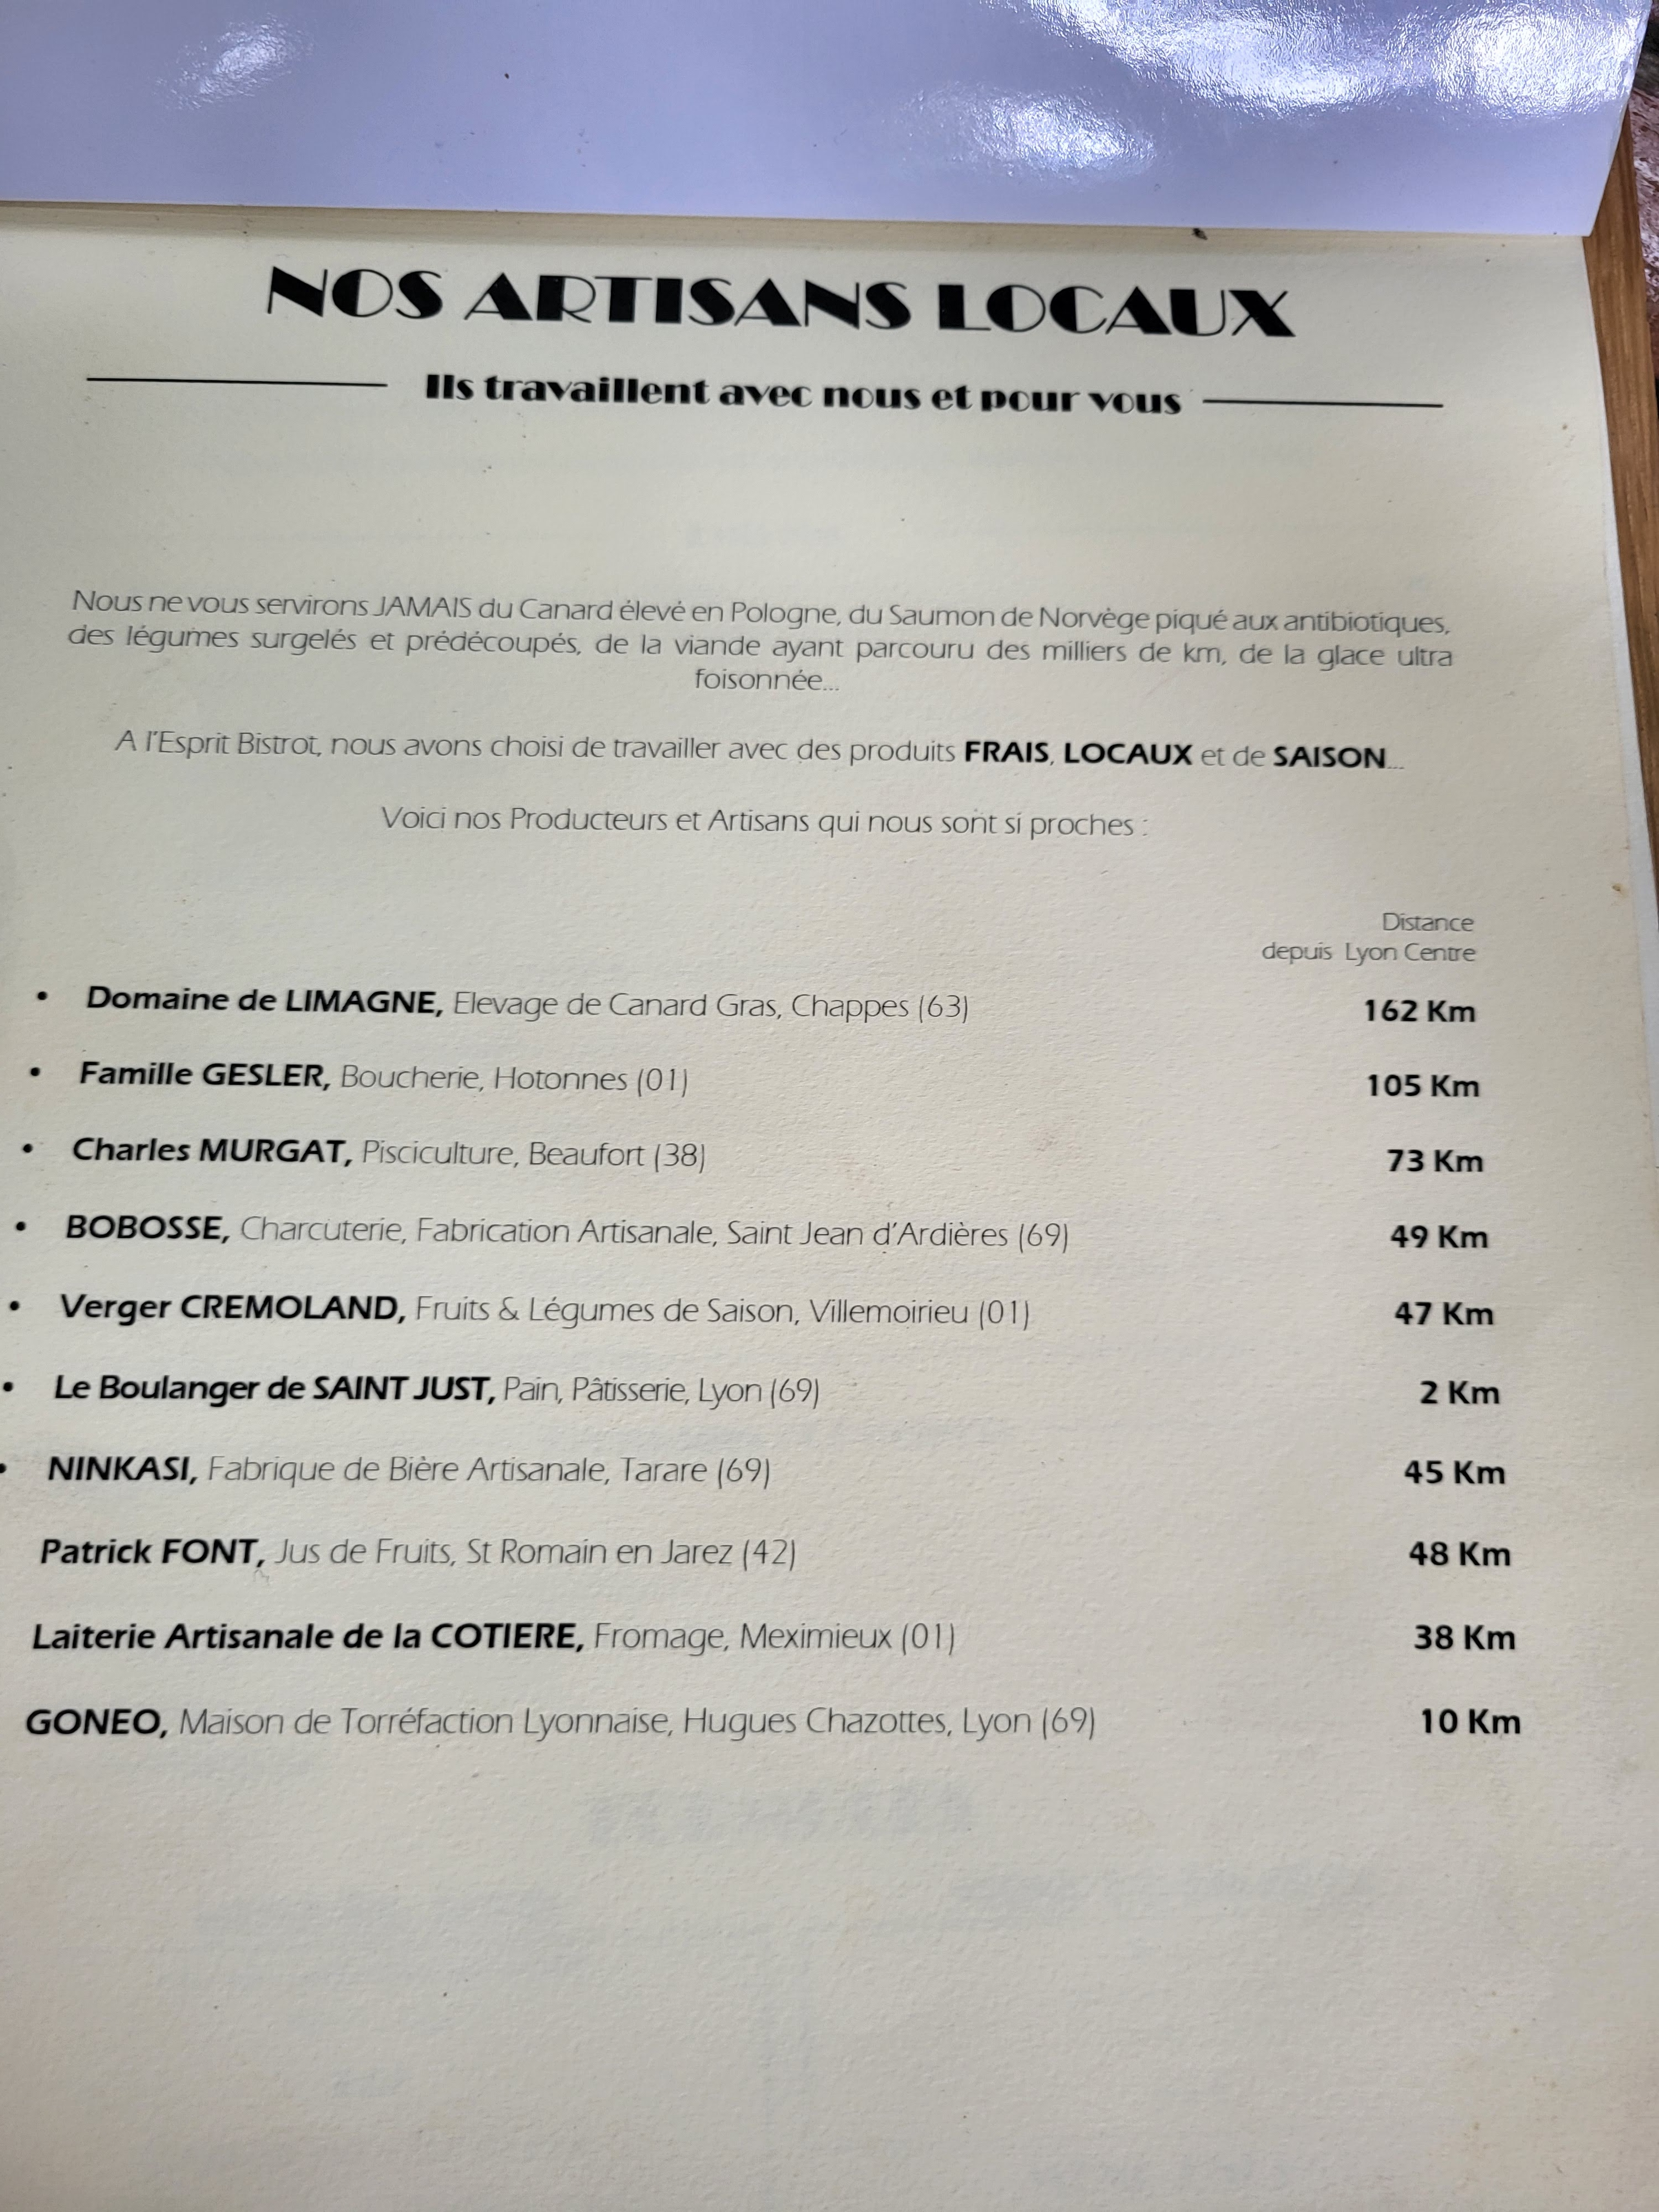 NOS ARTISANS LOCAUX
Ils travaillent avec nous et pour vous
Nous ne vous servirons JAMAIS du Canard élevé en Pologne, du Saumon de Norvège piqué aux antibiotiques,
des légumes surgelés et prédécoupés, de la viande ayant parcouru des milliers de km, de la glace ultra
foisonnée...
A l'Esprit Bistrot, nous avons choisi de travailler avec des produits FRAIS, LOCAUX et de SAISON...
Voici nos Producteurs et Artisans qui nous sont si proches :
Distance
depuis Lyon Centre
• Domaine de LIMAGNE, Elevage de Canard Gras, Chappes (63) 162 Km
• Famille GESLER, Boucherie, Hotonnes (01) 105 Km
• Charles MURGAT, Pisciculture, Beaufort (38) 73 Km
• BOBOSSE, Charcuterie, Fabrication Artisanale, Saint Jean d'Ardières (69) 49 Km
• Verger CREMOLAND, Fruits & Légumes de Saison, Villemoirieu (01) 47 Km
• Le Boulanger de SAINT JUST, Pain, Pâtisserie, Lyon (69) 2 Km
• NINKASI, Fabrique de Bière Artisanale, Tarare (69) 45 Km
Patrick FONT, Jus de Fruits, St Romain en Jarez (42) 48 Km
Laiterie Artisanale de la COTIERE, Fromage, Meximieux (01) 38 Km
GONEO, Maison de Torréfaction Lyonnaise, Hugues Chazottes, Lyon (69) 10 Km